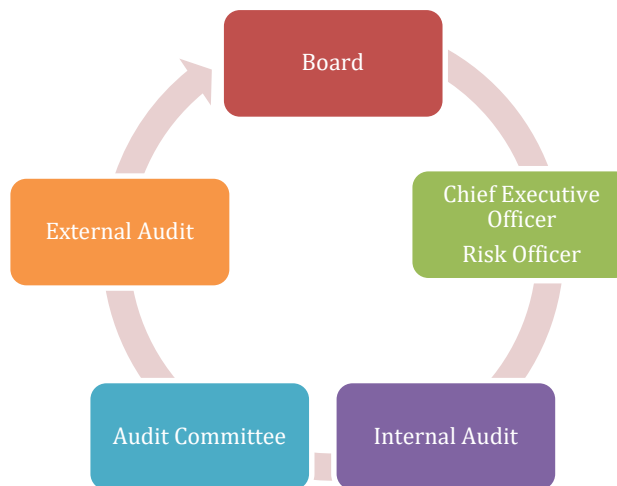 Board
Chief Executive
Officer
Risk Officer
External Audit
Audit Committee
Internal Audit